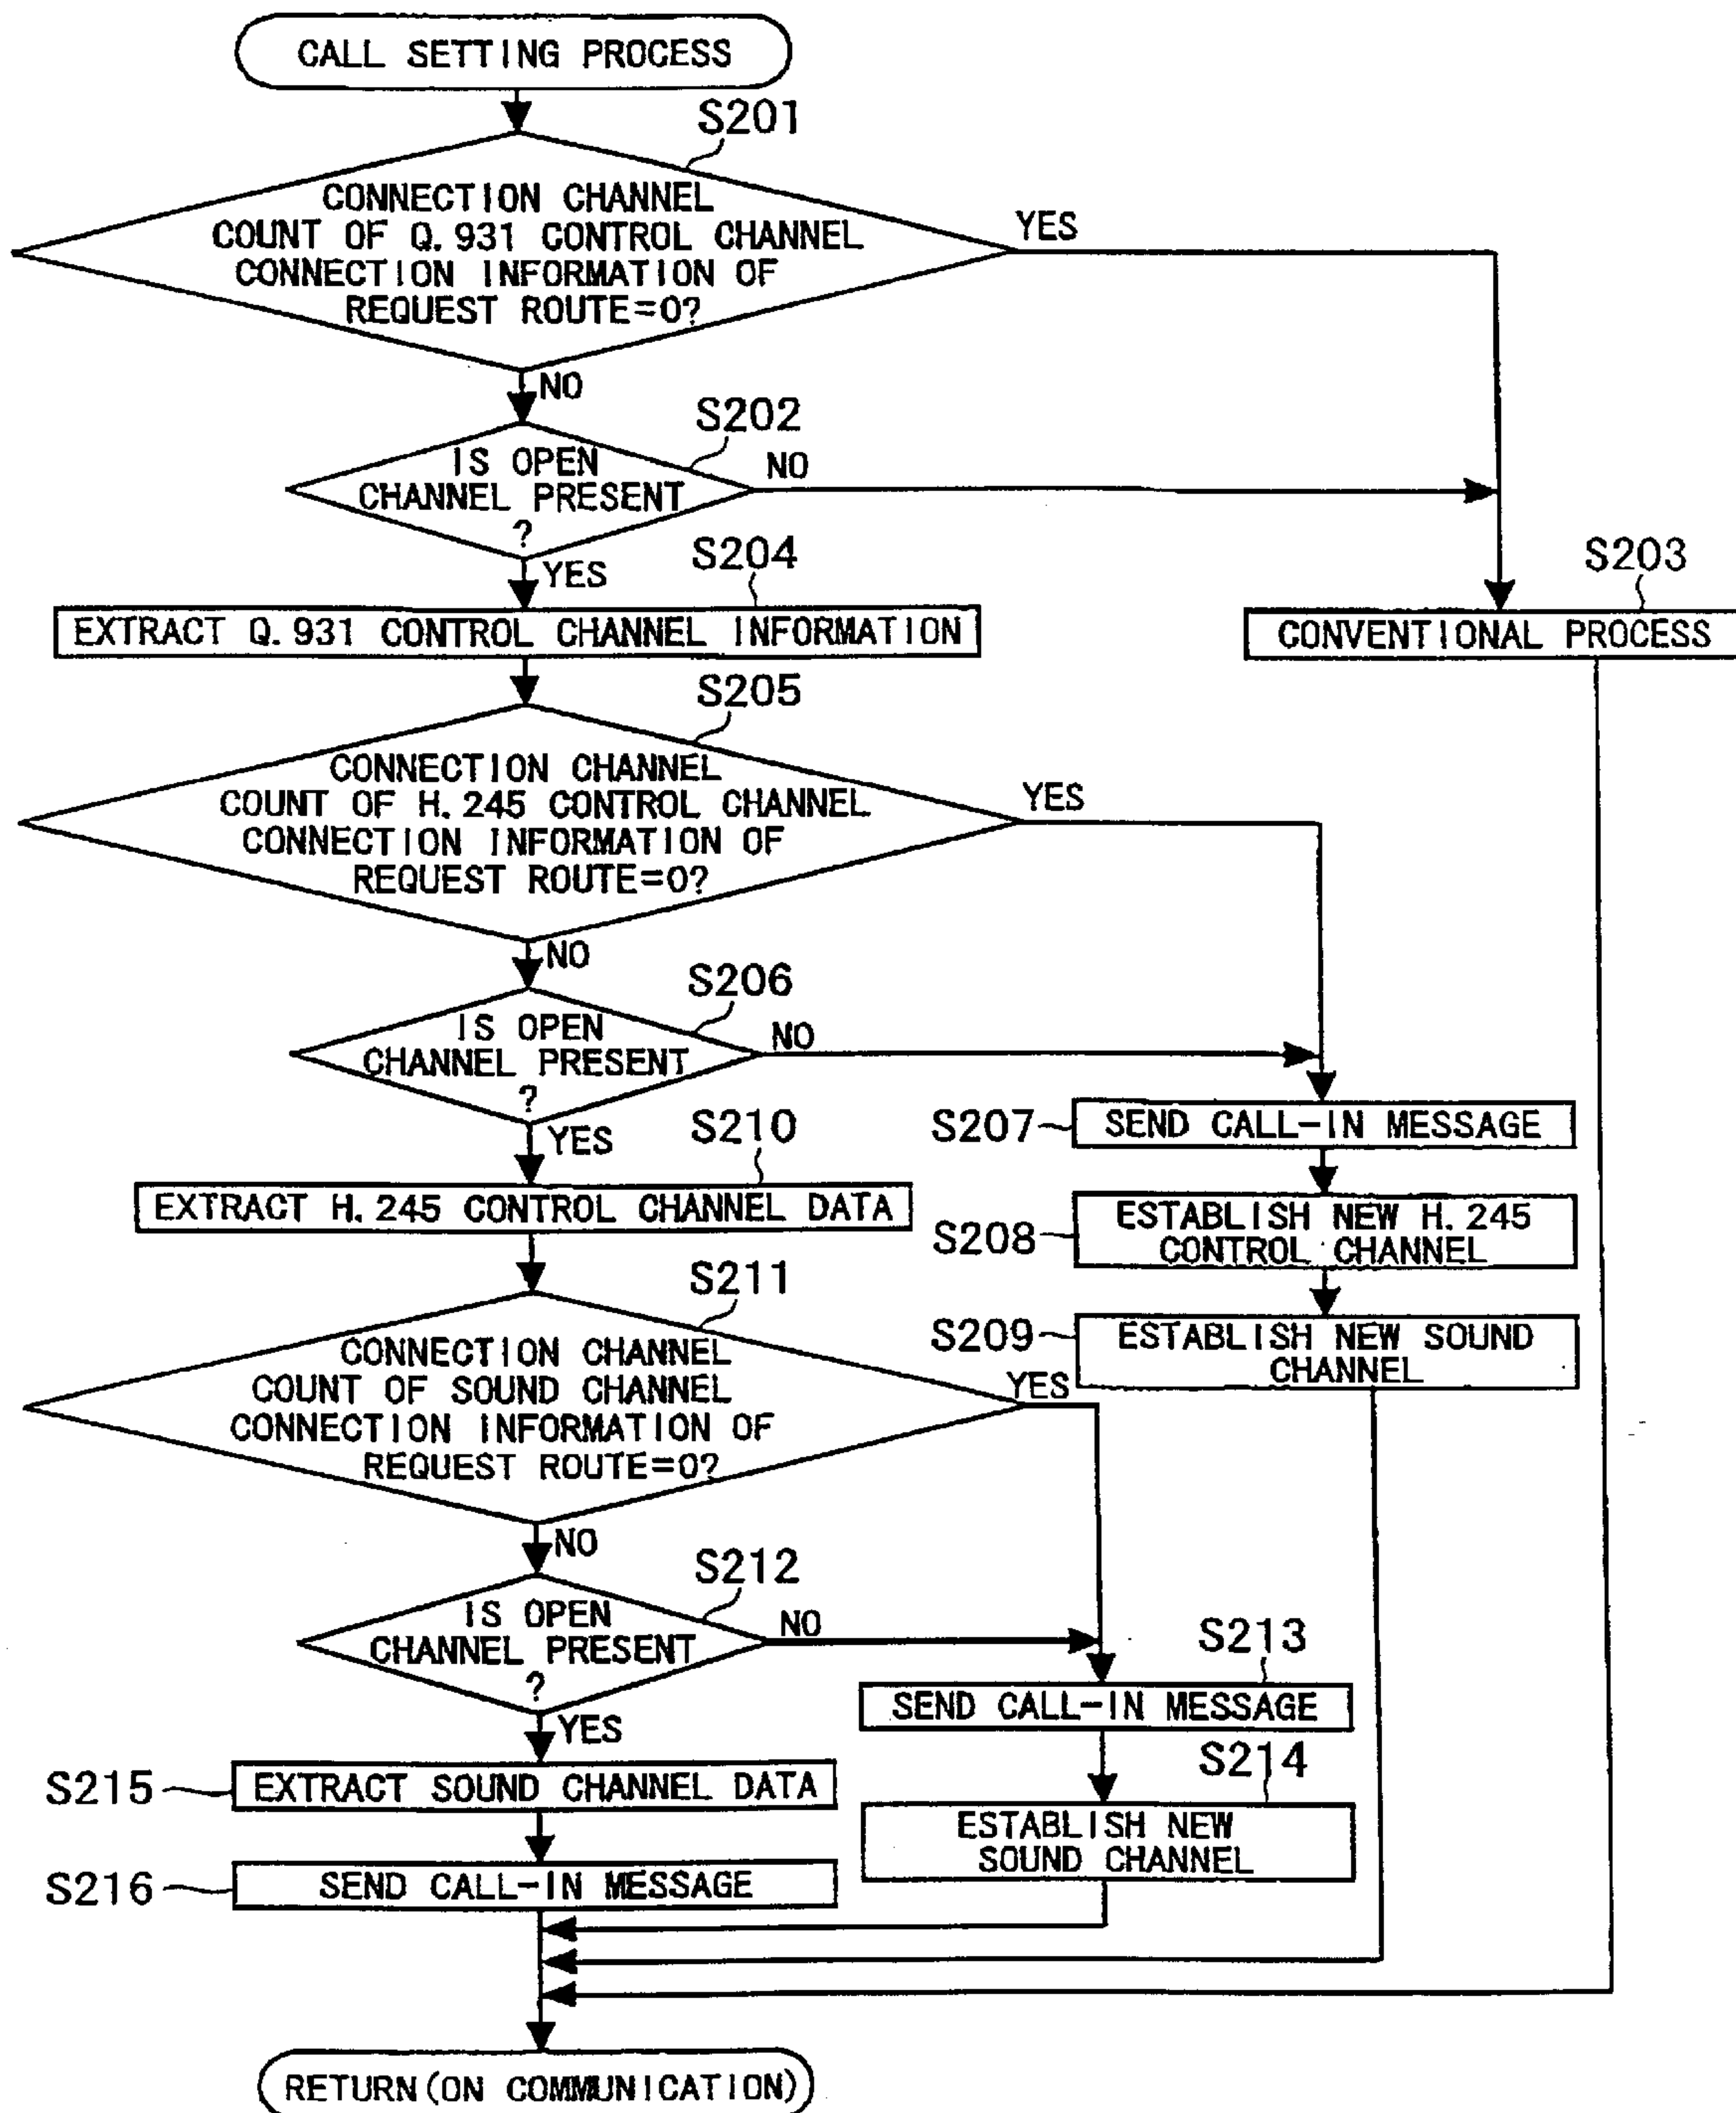 CALL SETTING PROCESS
S201
CONNECTION CHANNEL
COUNT OF Q.931 CONTROL CHANNEL
CONNECTION INFORMATION OF
REQUEST ROUTE=0?
YES
NO
S202
IS OPEN
CHANNEL PRESENT
?
NO
YES
S204
EXTRACT Q.931 CONTROL CHANNEL INFORMATION
S203
CONVENTIONAL PROCESS
S205
CONNECTION CHANNEL
COUNT OF H.245 CONTROL CHANNEL
CONNECTION INFORMATION OF
REQUEST ROUTE=0?
YES
NO
S206
IS OPEN
CHANNEL PRESENT
?
NO
YES
S207
SEND CALL-IN MESSAGE
S210
EXTRACT H.245 CONTROL CHANNEL DATA
S208
ESTABLISH NEW H.245
CONTROL CHANNEL
S209
ESTABLISH NEW SOUND
CHANNEL
S211
CONNECTION CHANNEL
COUNT OF SOUND CHANNEL
CONNECTION INFORMATION OF
REQUEST ROUTE=0?
YES
NO
S212
IS OPEN
CHANNEL PRESENT
?
NO
YES
S213
SEND CALL-IN MESSAGE
S214
ESTABLISH NEW
SOUND CHANNEL
S215
EXTRACT SOUND CHANNEL DATA
S216
SEND CALL-IN MESSAGE
RETURN(ON COMMUNICATION)